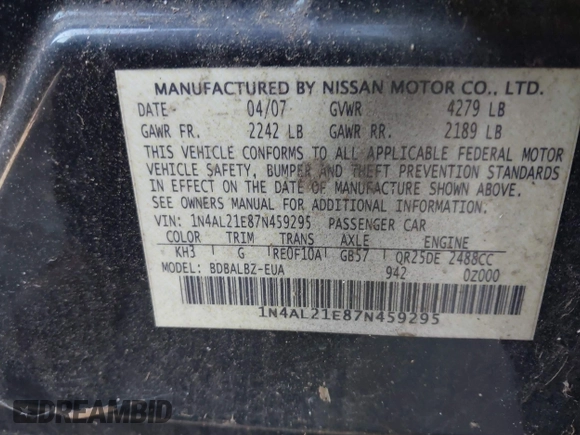 MANUFACTURED BY NISSAN MOTOR CO., LTD.
DATE 04/07 GVWR 4279 LB
GAWR FR. 2242 LB GAWR RR. 2189 LB
THIS VEHICLE CONFORMS TO ALL APPLICABLE FEDERAL MOTOR
VEHICLE SAFETY, BUMPER AND THEFT PREVENTION STANDARDS
IN EFFECT ON THE DATE OF MANUFACTURE SHOWN ABOVE.
SEE OWNERS MANUAL FOR ADDITIONAL INFORMATION.
VIN: 1N4AL21E87N459295 PASSENGER CAR
COLOR TRIM TRANS AXLE ENGINE
KH3 G RE0F10A GB57 QR25DE 2488CC
MODEL: BDBALBZ-EUA 942 02000
1N4AL21E87N459295
DREAMBID